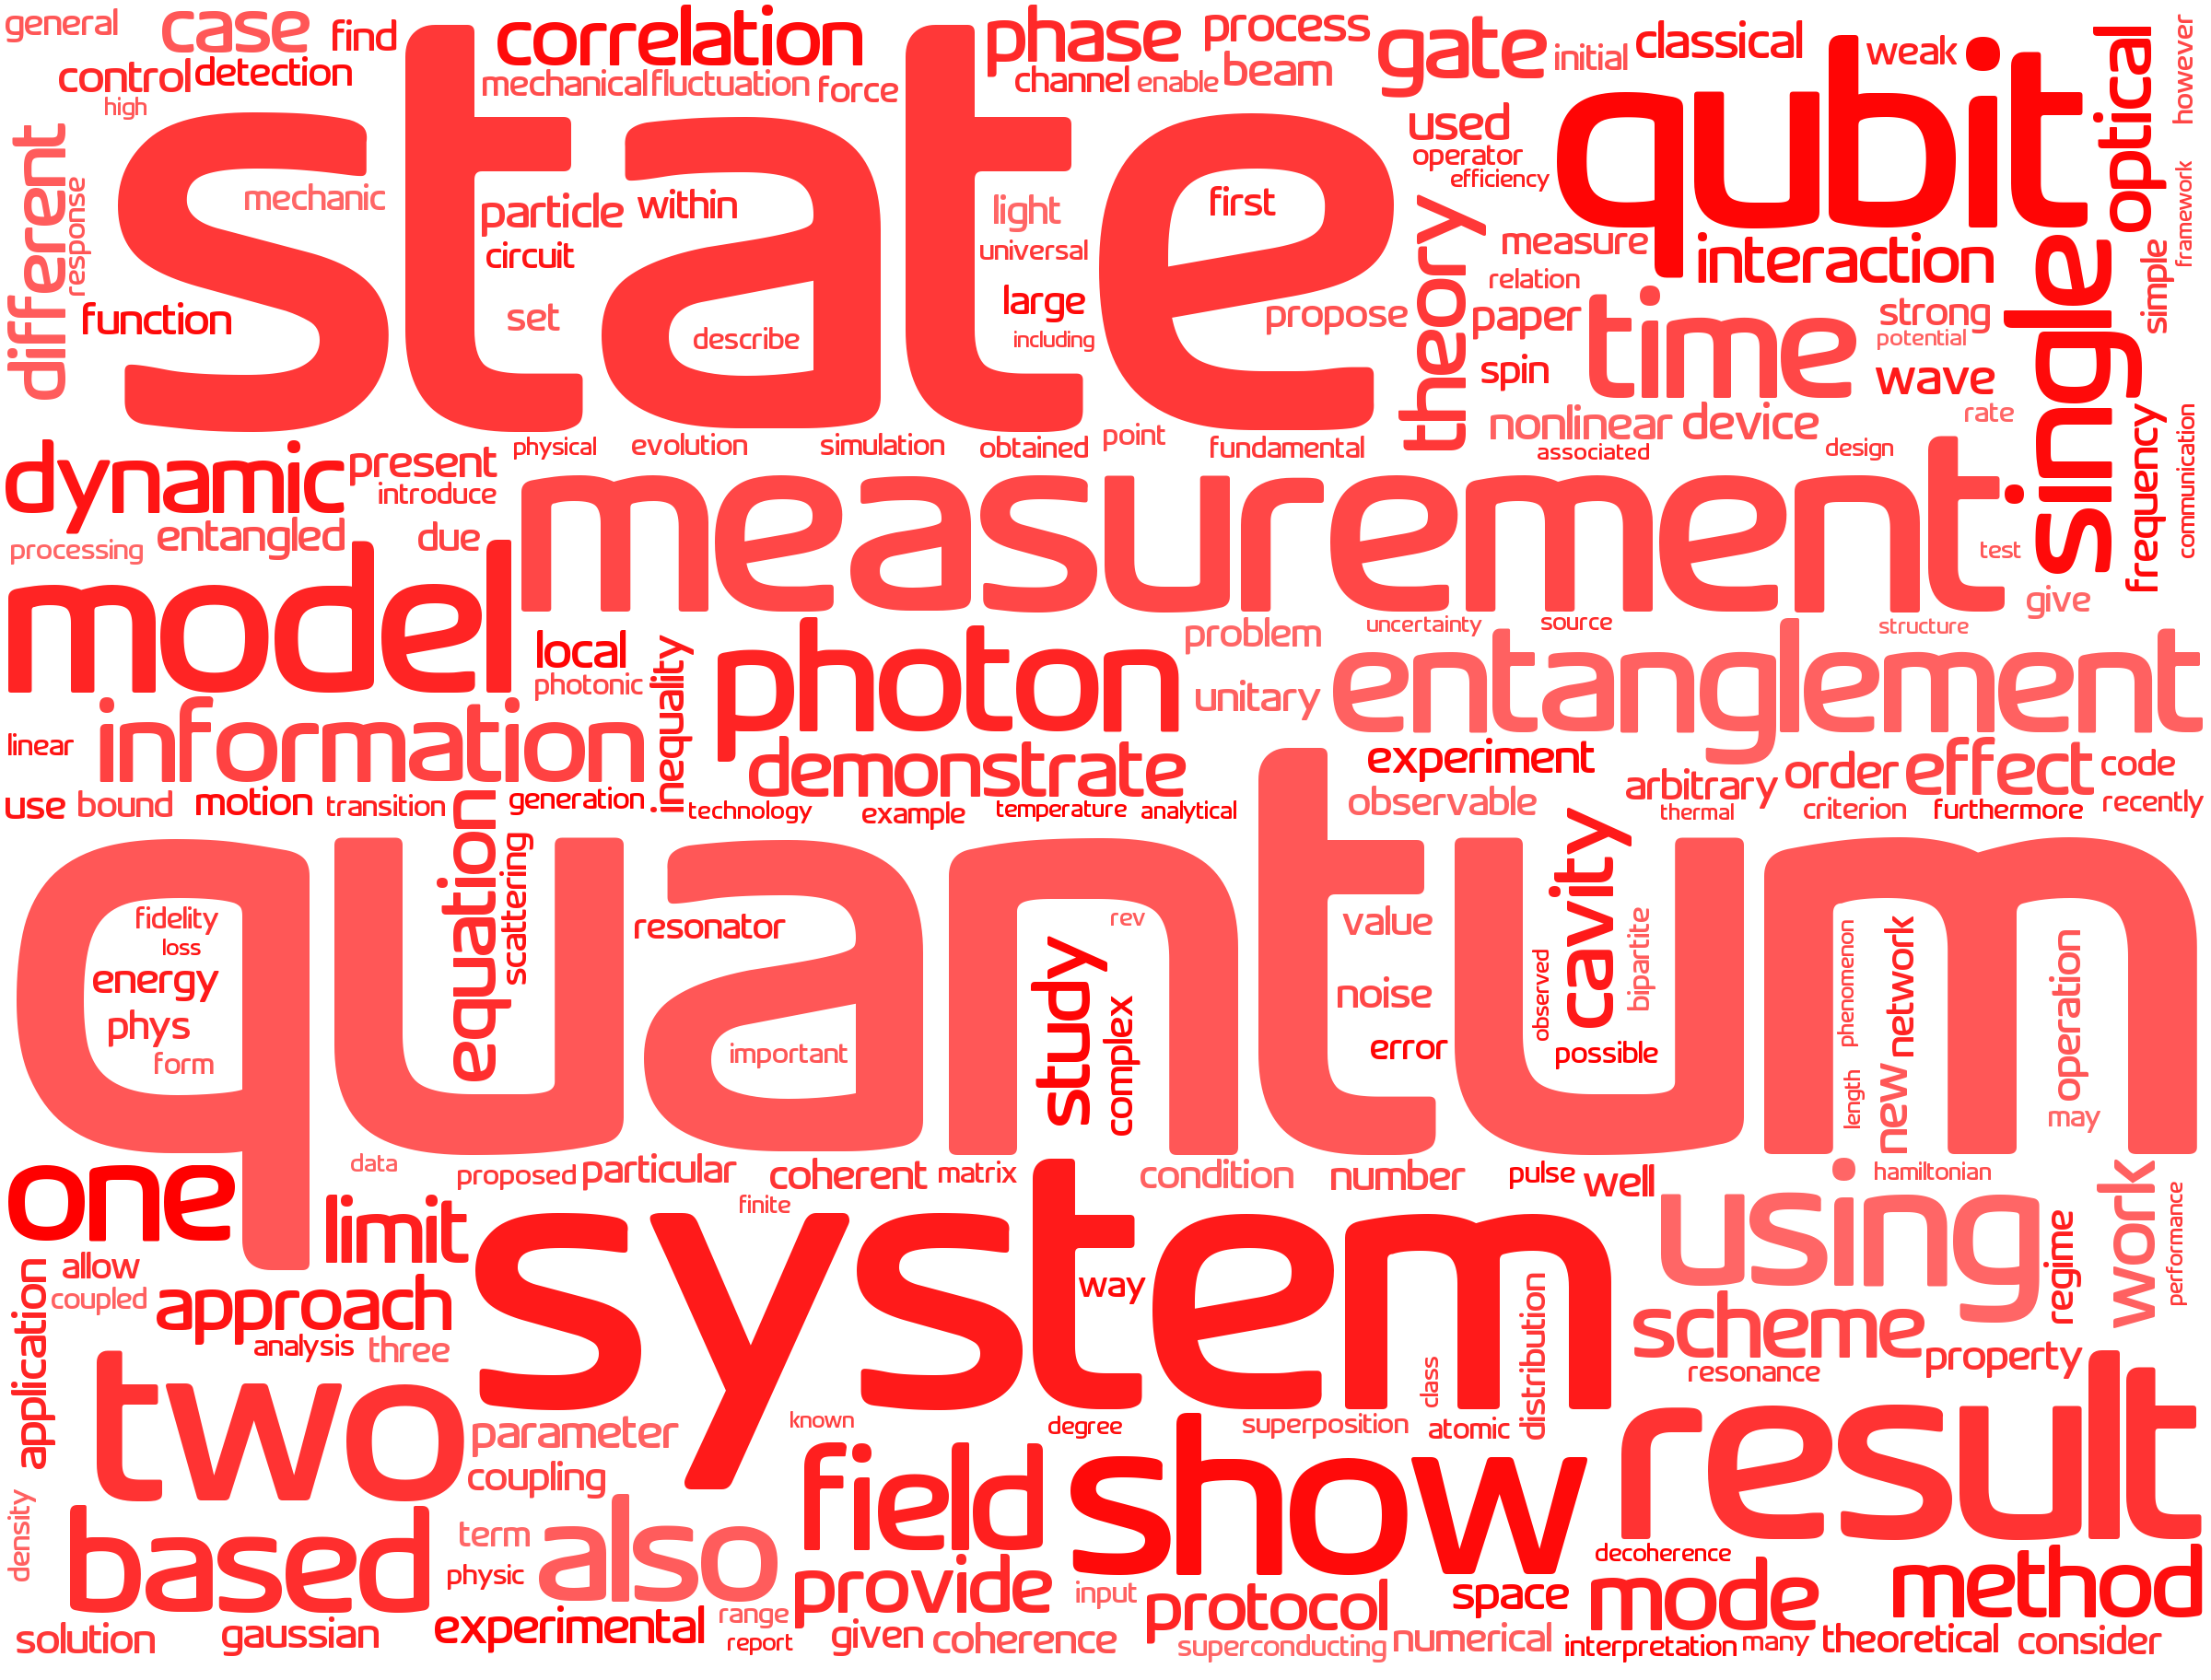 general
case
find
correlation
phase
process
gate
initial
classical
weak
qubit
optical
however
control
detection
high
mechanical
fluctuation
force
channel
enable
beam
state
different
response
mechanic
particle
within
circuit
light
universal
first
used
operator
efficiency
theory
measure
interaction
single
simple
framework
function
set
describe
large
including
propose
relation
paper
spin
time
strong
potential
wave
rate
nonlinear
device
associated
design
frequency
communication
dynamic
present
introduce
physical
evolution
simulation
obtained
point
fundamental
processing
entangled
due
measurement
test
give
model
local
photonic
inequality
photon
problem
uncertainty
source
structure
entanglement
unitary
linear
information
demonstrate
experiment
observable
arbitrary
thermal
order
effect
code
criterion
furthermore
recently
use
bound
motion
transition
generation
technology
example
temperature
analytical
equation
scattering
quantum
fidelity
loss
energy
phys
form
resonator
important
rev
study
complex
value
noise
error
observed
cavity
bipartite
possible
phenomenon
length
network
new
operation
may
one
data
proposed
particular
finite
coherent
matrix
condition
number
pulse
well
hamiltonian
limit
system
using
work
performance
regime
application
allow
coupled
approach
analysis
three
way
class
distribution
scheme
resonance
property
two
parameter
coupling
known
degree
superposition
atomic
result
density
based
term
physic
also
field
show
decoherence
method
provide
input
protocol
space
mode
solution
gaussian
experimental
range
report
given
coherence
superconducting
numerical
interpretation
many
theoretical
consider